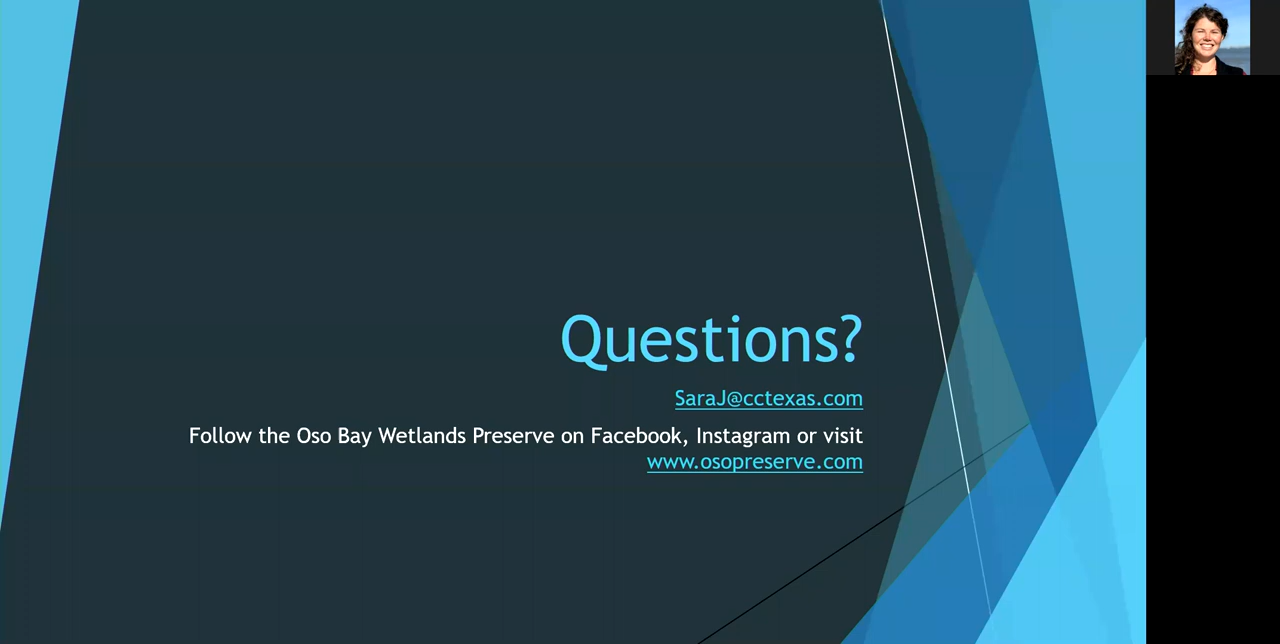 Questions?
SaraJ@cctexas.com
Follow the Oso Bay Wetlands Preserve on Facebook, Instagram or visit
www.osopreserve.com